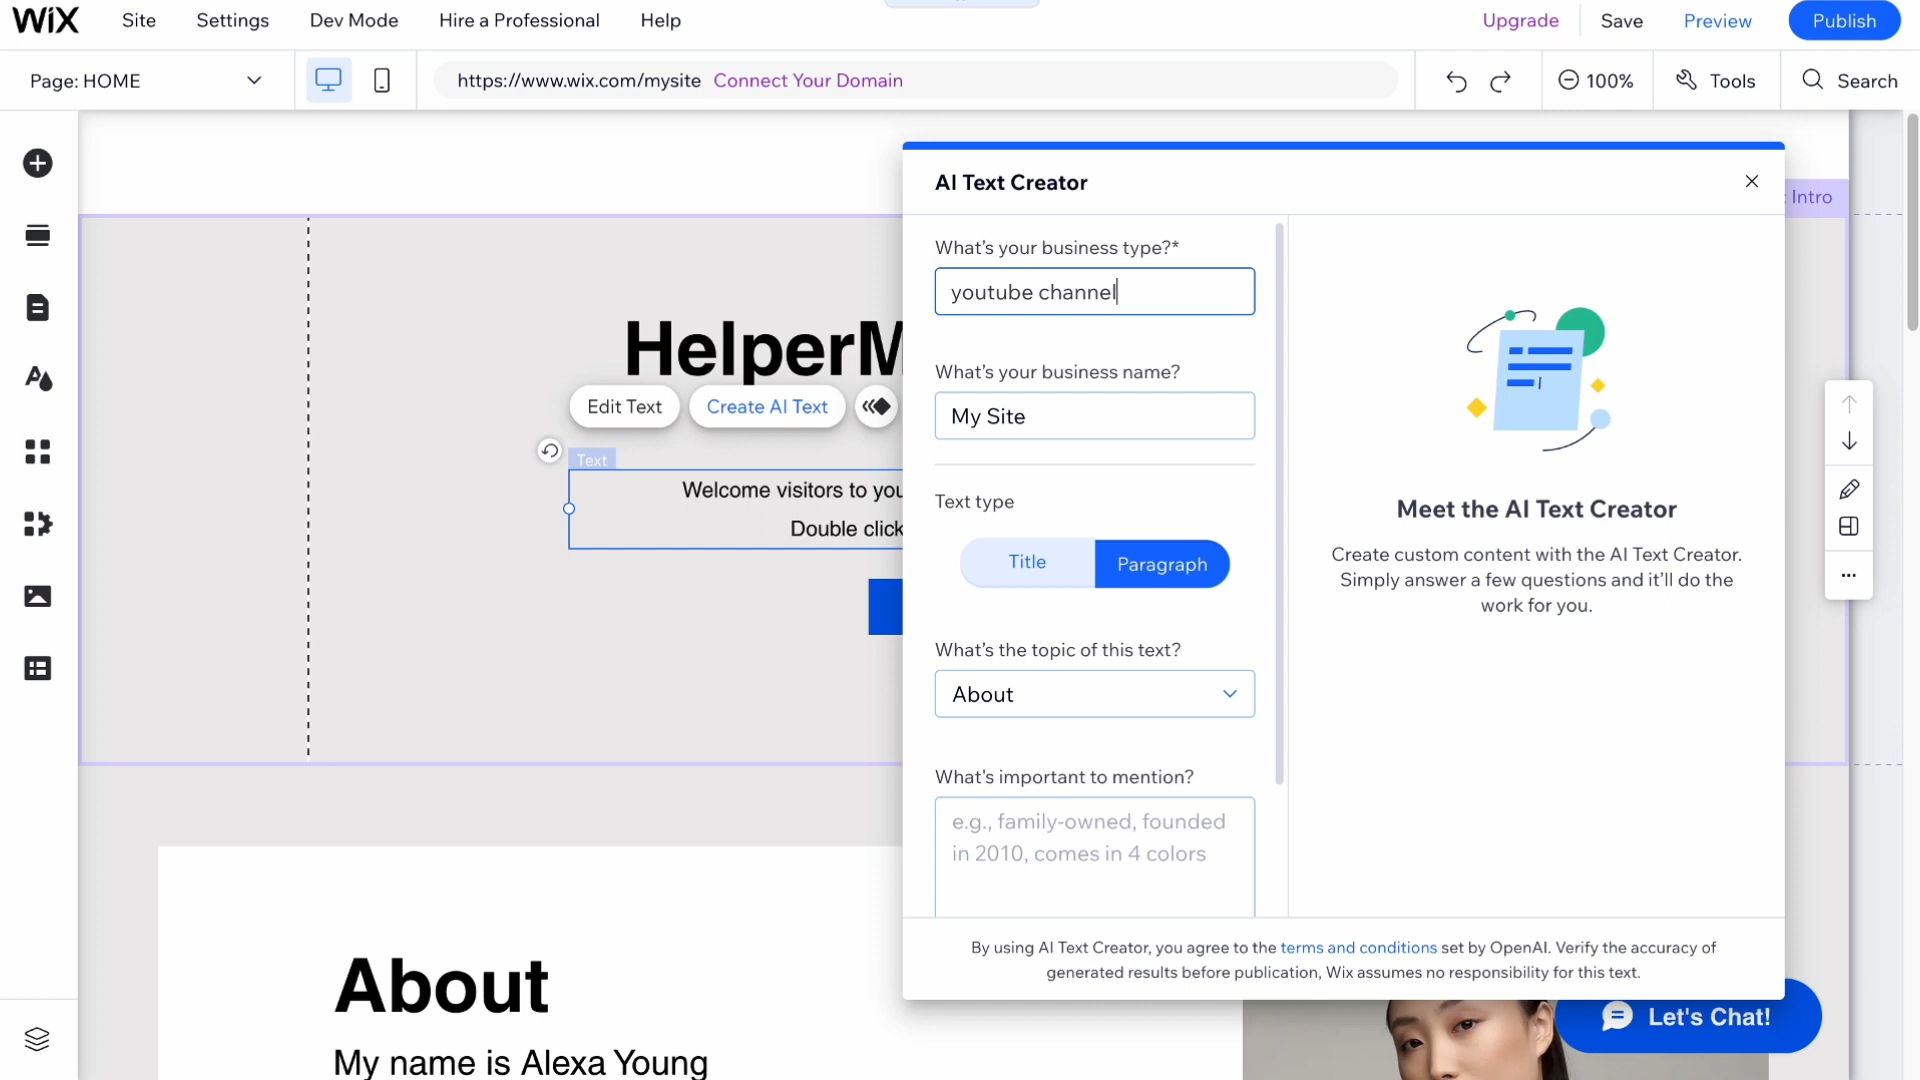 WiX
Site
Settings
Dev Mode
Hire a Professional
Help
Upgrade
Save
Preview
Publish
Page: HOME
https://www.wix.com/mysite Connect Your Domain
100%
Tools
Search
Intro
AI Text Creator
What's your business type?*
youtube channel
What's your business name?
My Site
Text type
Title
Paragraph
What's the topic of this text?
About
What's important to mention?
e.g., family-owned, founded
in 2010, comes in 4 colors
Meet the AI Text Creator
Create custom content with the AI Text Creator.
Simply answer a few questions and it'll do the
work for you.
By using AI Text Creator, you agree to the terms and conditions set by OpenAI. Verify the accuracy of
generated results before publication, Wix assumes no responsibility for this text.
HelperM
Edit Text
Create AI Text
Text
Welcome visitors to you
Double click
About
My name is Alexa Young
Let's Chat!